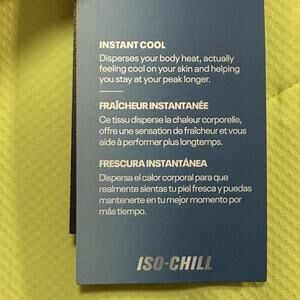 INSTANT COOL
Disperses your body heat, actually
feeling cool on your skin and helping
you stay at your peak longer.
FRAÎCHEUR INSTANTANÉE
Ce tissu disperse la chaleur corporelle,
offre une sensation de fraîcheur et vous
aide à performer plus longtemps.
FRESCURA INSTANTÁNEA
Dispersa el calor corporal para que
realmente sientas tu piel fresca y puedas
mantenerte en tu mejor momento por
más tiempo.
ISO-CHILL